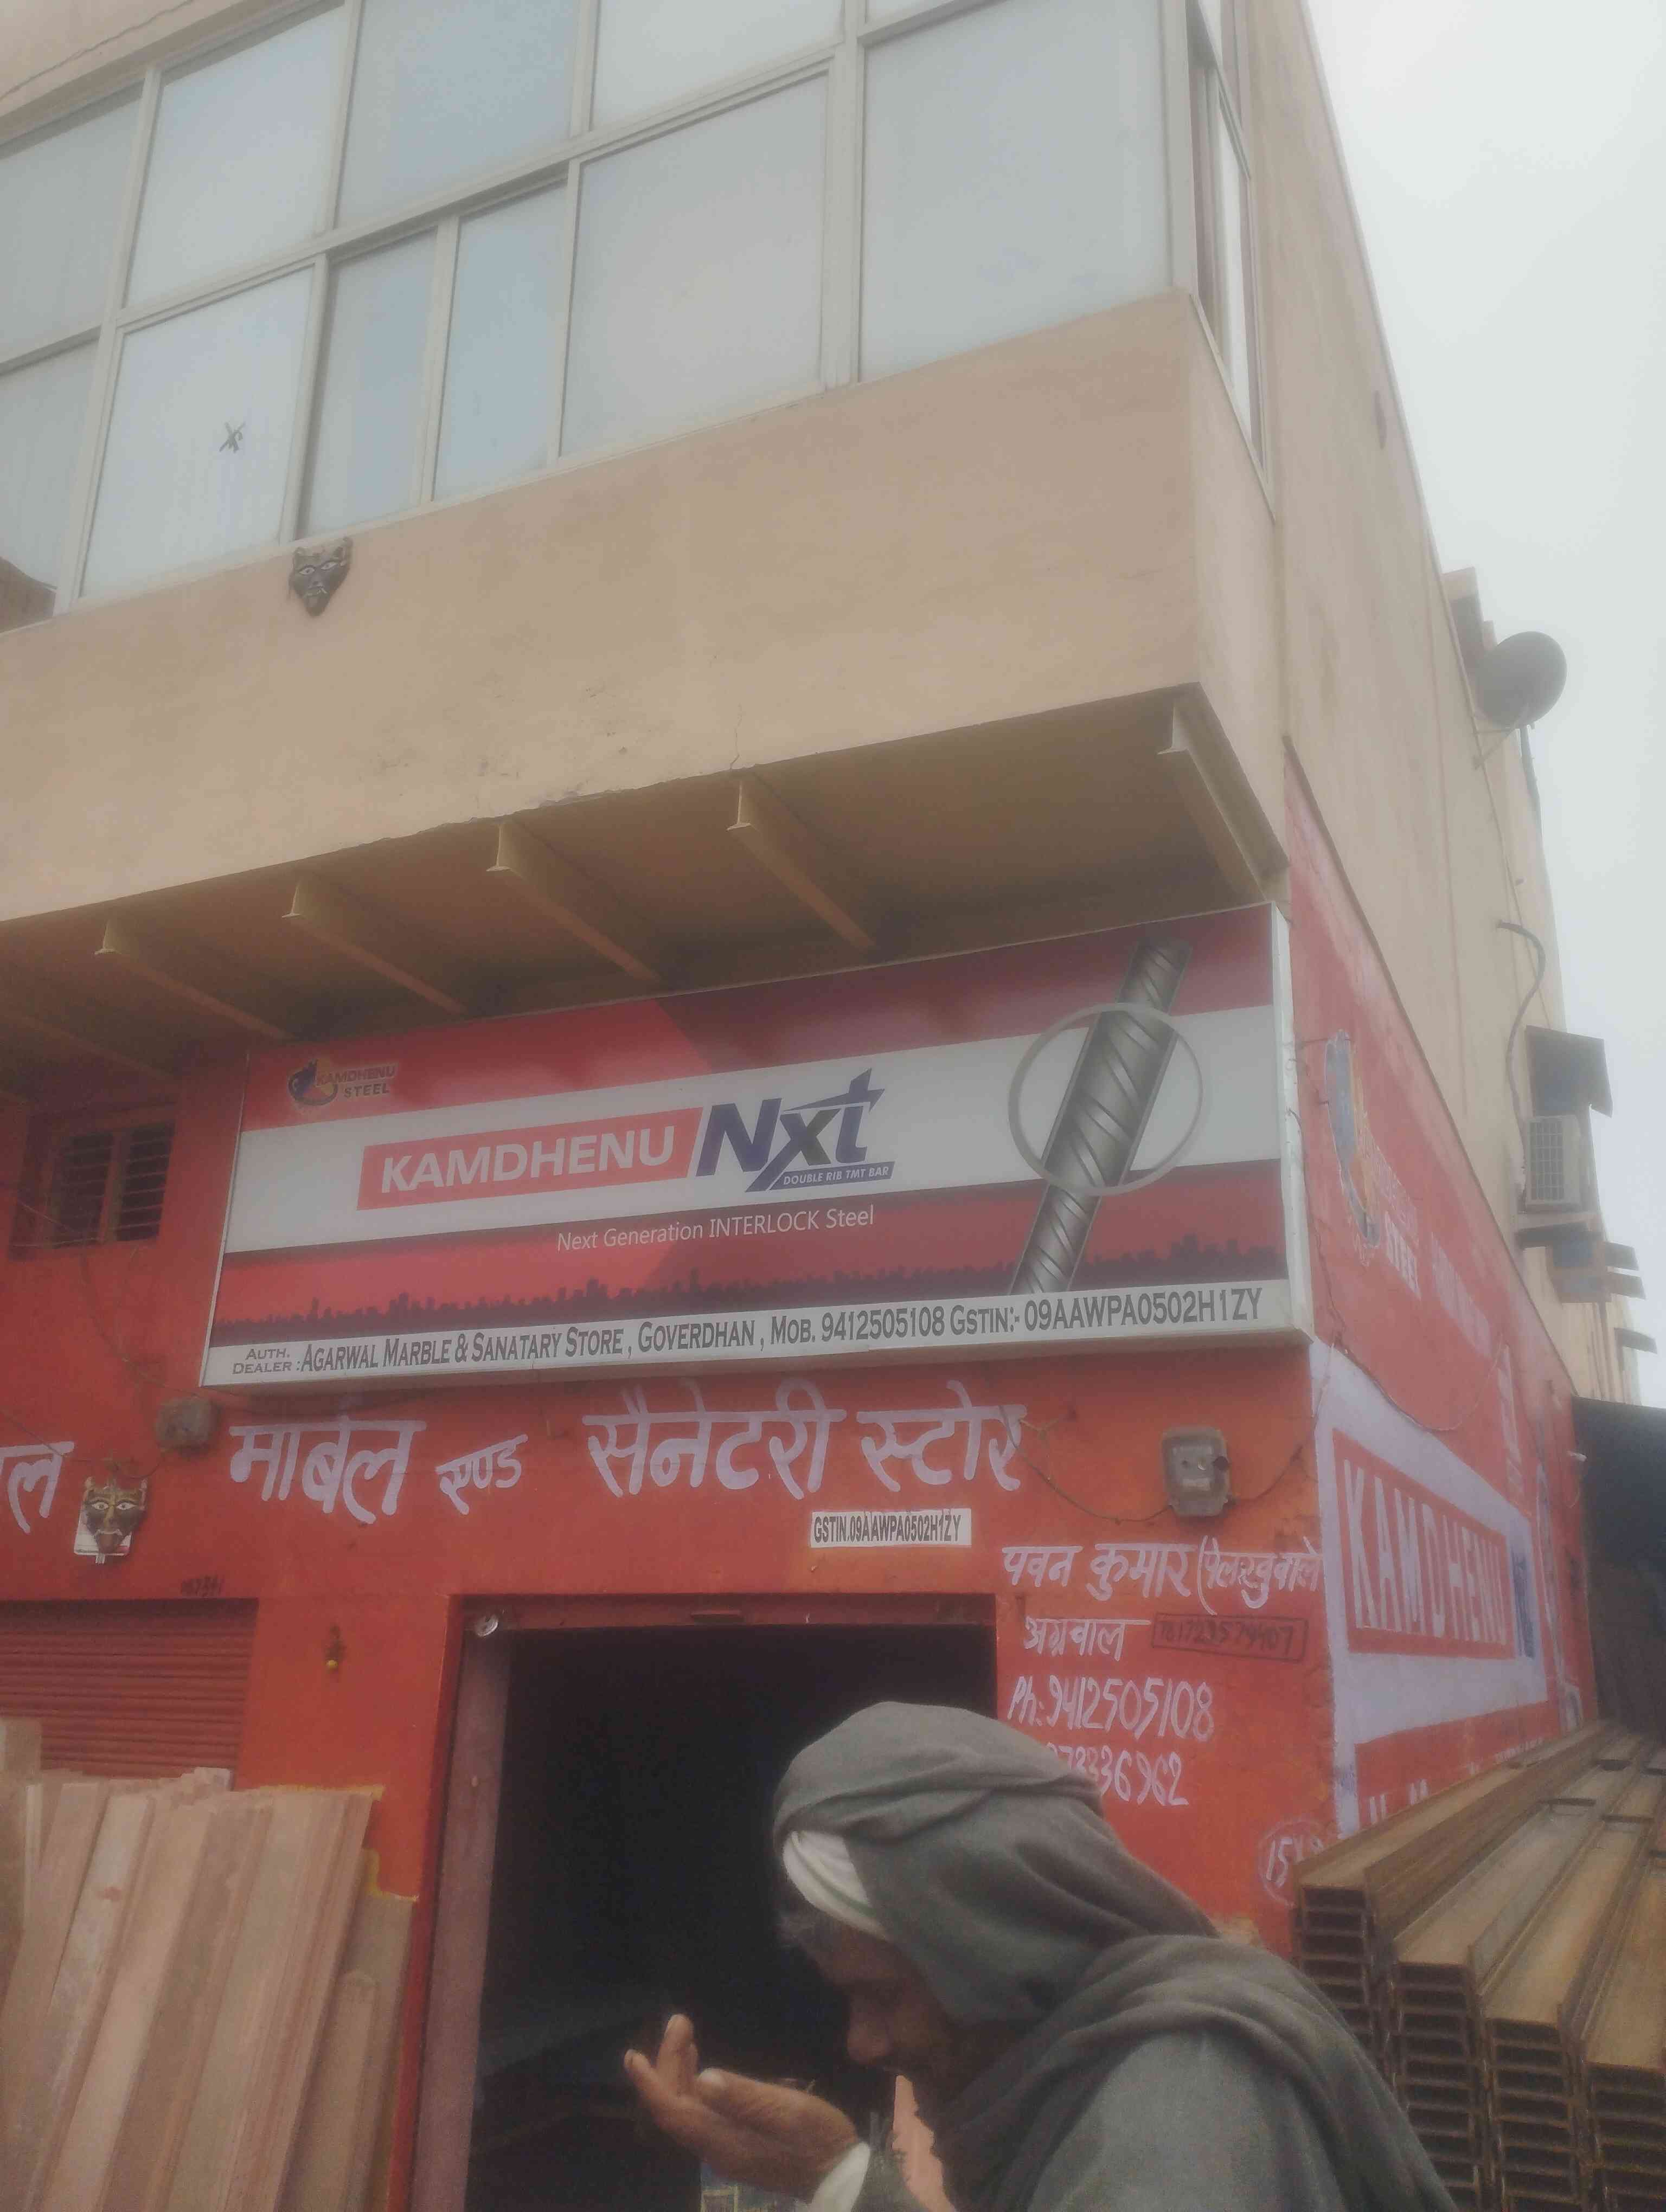 KAMDHENU
STEEL
KAMDHENU Nxt
DOUBLE RIB TMT BAR
Next Generation INTERLOCK Steel
AUTH. DEALER : AGARWAL MARBLE & SANATARY STORE , GOVERDHAN , MOB. 9412505108 GSTIN:- 09AAWPA0502H1ZY
मार्बल एण्ड सैनेटरी स्टोर
GSTIN.09AAWPA0502H1ZY
पवन कुमार
अग्रवाल
Ph: 9412505108
STEEL
KAMDHENU